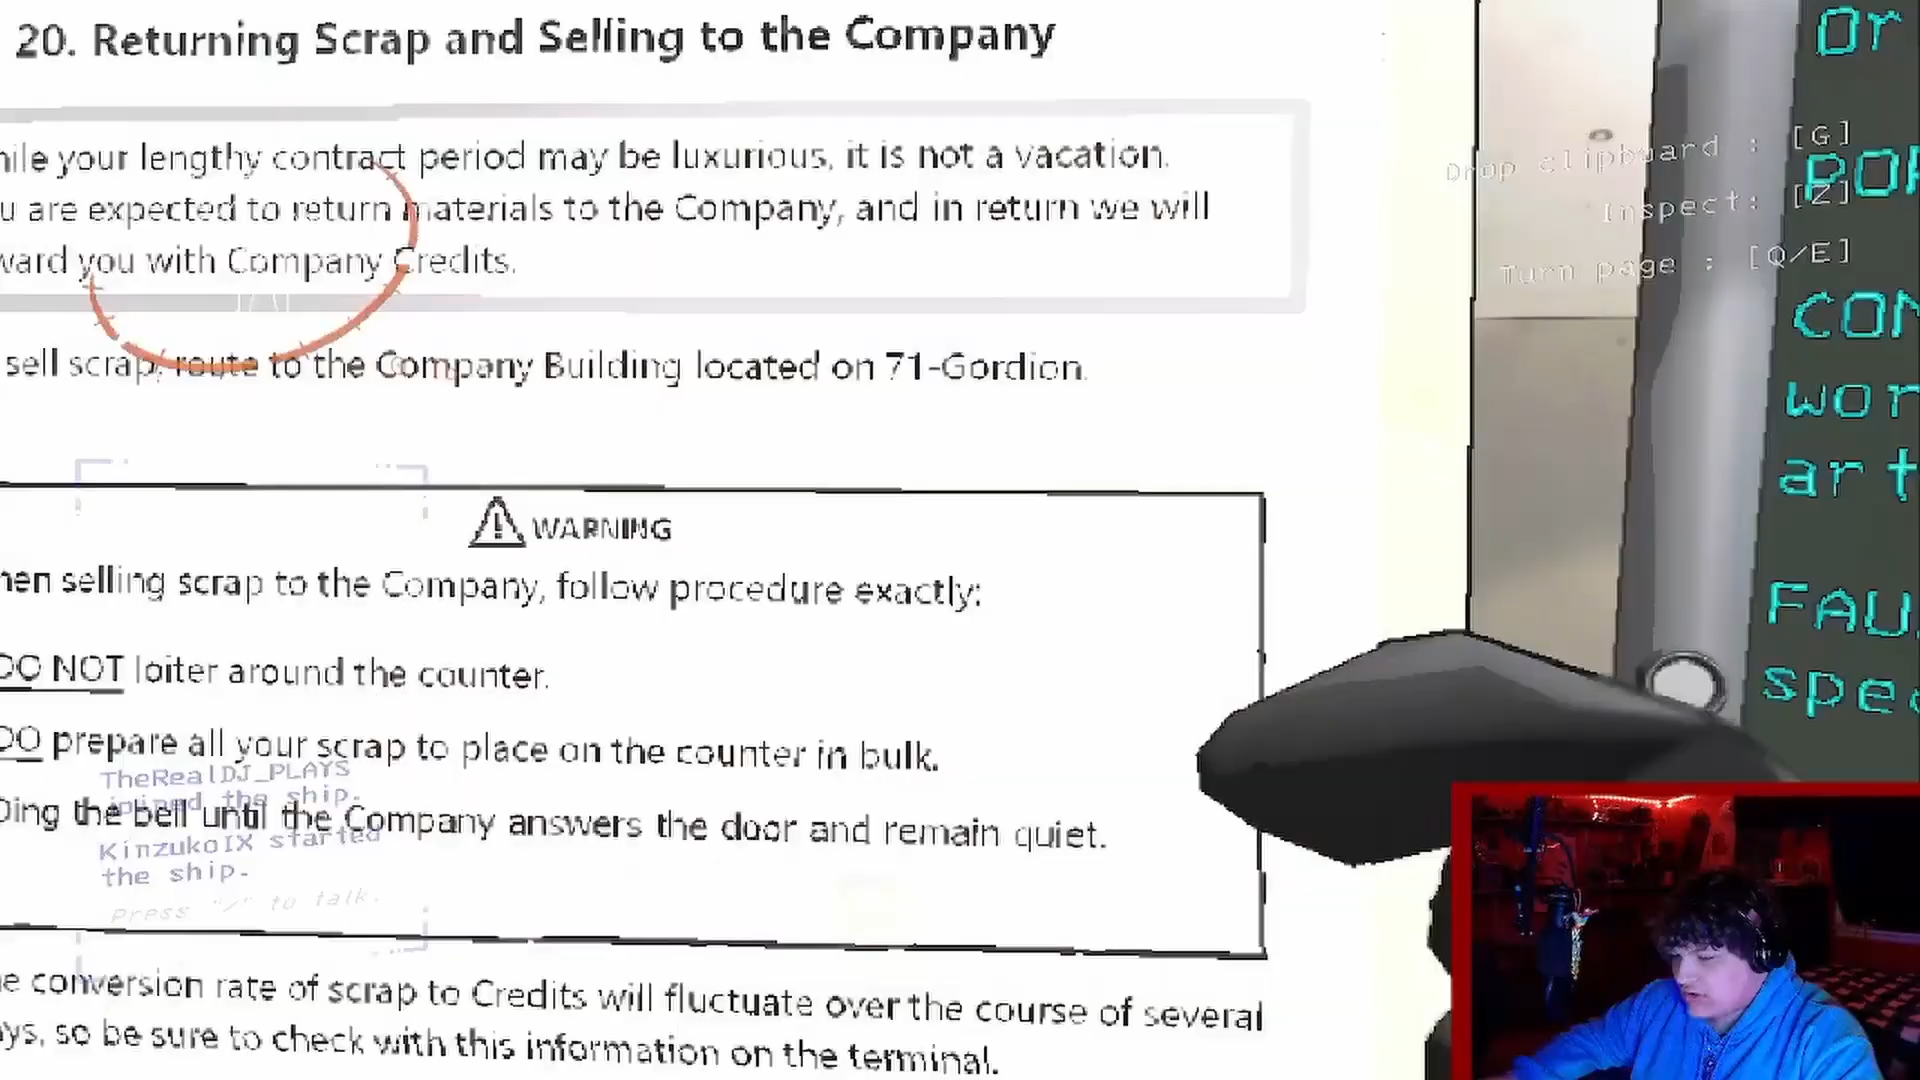 20. Returning Scrap and Selling to the Company
hile your lengthy contract period may be luxurious, it is not a vacation.
u are expected to return materials to the Company, and in return we will
ward you with Company Credits.
sell scrap, route to the Company Building located on 71-Gordion.
WARNING
hen selling scrap to the Company, follow procedure exactly:
DO NOT loiter around the counter.
DO prepare all your scrap to place on the counter in bulk.
Ding the bell until the Company answers the door and remain quiet.
e conversion rate of scrap to Credits will fluctuate over the course of several
ys, so be sure to check with this information on the terminal.
TheRealDJ_PLAYS
joined the ship.
KinzukoIX started
the ship.
Press "/" to talk.
Drop clipboard : [G]
Inspect: [Z]
Turn page : [Q/E]
Or
POR
CON
wor
art
FAU
spec